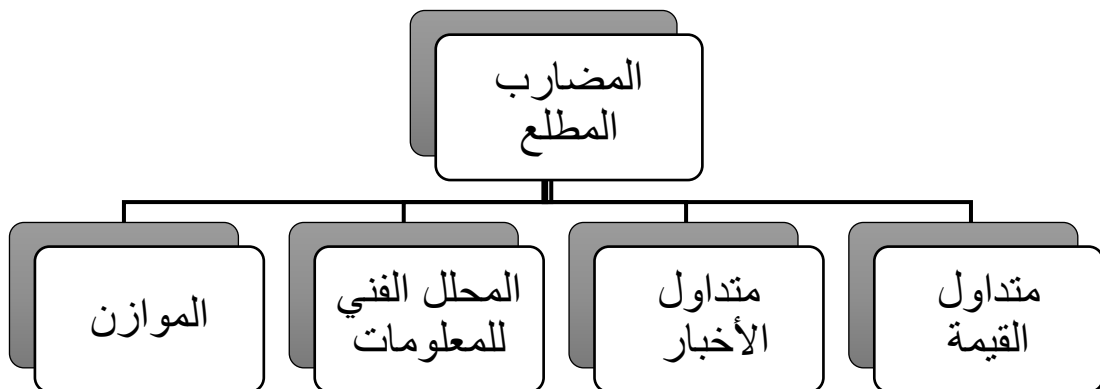 المضارب
المطلع
متداول
القيمة
متداول
الأخبار
المحلل الفني
للمعلومات
الموازن